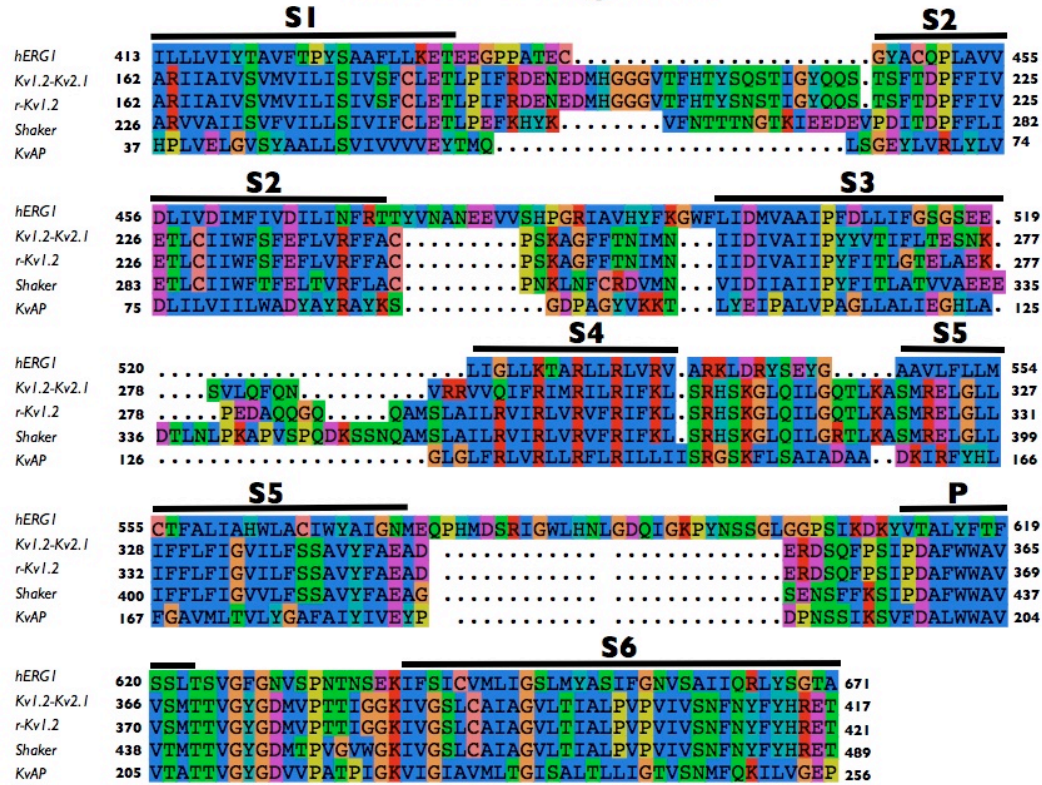 S1 S2
hERG1 413 ILLLVIYTAVFTPYSAAFLLKETEEGPPATEC.....................GYACQPLAVV 455
Kv1.2-Kv2.1 162 ARIIAIVSVMVILISIVSFCLETLPIFRDENEDMHGGGVTFHTYSQSTIGYQQS.TSFTDPFFIV 225
r-Kv1.2 162 ARIIAIVSVMVILISIVSFCLETLPIFRDENEDMHGGGVTFHTYSNSTIGYQQS.TSFTDPFFIV 225
Shaker 226 ARVVAIISVFVILLSIVIFCLETLPEFKHYK........VFNTTTNGTKIEEDEVPDITDPFFLI 282
KvAP 37 HPLVELGVSYAALLSVIVVVVEYTMQ...........................LSGEYLVRLYLV 74
S2 S3
hERG1 456 DLIVDIMFIVDILINFRTTYVNANEEVVSHPGRIAVHYFKGWFLIDMVAAIPFDLLIFGSGSEE. 519
Kv1.2-Kv2.1 226 ETLCIIWFSFEFLVRFFAC.........PSKAGFFTNIMN...IIDIVAIIPYYVTIFLTESNK. 277
r-Kv1.2 226 ETLCIIWFSFEFLVRFFAC.........PSKAGFFTNIMN...IIDIVAIIPYFITLGTELAEK. 277
Shaker 283 ETLCIIWFTFELTVRFLAC.........PNKLNFCRDVMN...VIDIIAIIPYFITLATVVAEEE 335
KvAP 75 DLILVIILWADYAYRAYKS...........GDPAGYVKKT...LYEIPALVPAGLLALIEGHLA. 125
S4 S5
hERG1 520 ........................LIGLLKTARLLRLVRV.ARKLDRYSEYG.....AAVLFLLM 554
Kv1.2-Kv2.1 278 ....SVLQFQN..........VRRVVQIFRIMRILRIFKL.SRHSKGLQILGQTLKASMRELGLL 327
r-Kv1.2 278 .....PEDAQQGQ.....QAMSLAILRVIRLVRVFRIFKL.SRHSKGLQILGQTLKASMRELGLL 331
Shaker 336 DTLNLPKAPVSPQDKSSNQAMSLAILRVIRLVRVFRIFKL.SRHSKGLQILGRTLKASMRELGLL 399
KvAP 126 .....................GLGLFRLVRLLRFLRILLIISRGSKFLSAIADAA..DKIRFYHL 166
S5 P
hERG1 555 CTFALIAHWLACIWYAIGNMEQPHMDSRIGWLHNLGDQIGKPYNSSGLGGPSIKDKYVTALYFTF 619
Kv1.2-Kv2.1 328 IFFLFIGVILFSSAVYFAEAD ........... ...............ERDSQFPSIPDAFWWAV 365
r-Kv1.2 332 IFFLFIGVILFSSAVYFAEAD ........... ...............ERDSQFPSIPDAFWWAV 369
Shaker 400 IFFLFIGVVLFSSAVYFAEAG ........... ...............SENSFFKSIPDAFWWAV 437
KvAP 167 FGAVMLTVLYGAFAIYIVEYP ........... ...............DPNSSIKSVFDALWWAV 204
S6
hERG1 620 SSLTSVGFGNVSPNTNSEKIFSICVMLIGSLMYASIFGNVSAIIQRLYSGTA 671
Kv1.2-Kv2.1 366 VSMTTVGYGDMVPTTIGGKIVGSLCAIAGVLTIALPVPVIVSNFNYFYHRET 417
r-Kv1.2 370 VSMTTVGYGDMVPTTIGGKIVGSLCAIAGVLTIALPVPVIVSNFNYFYHRET 421
Shaker 438 VTMTTVGYGDMTPVGVWGKIVGSLCAIAGVLTIALPVPVIVSNFNYFYHRET 489
KvAP 205 VTATTVGYGDVVPATPIGKVIGIAVMLTGISALTLLIGTVSNMFQKILVGEP 256